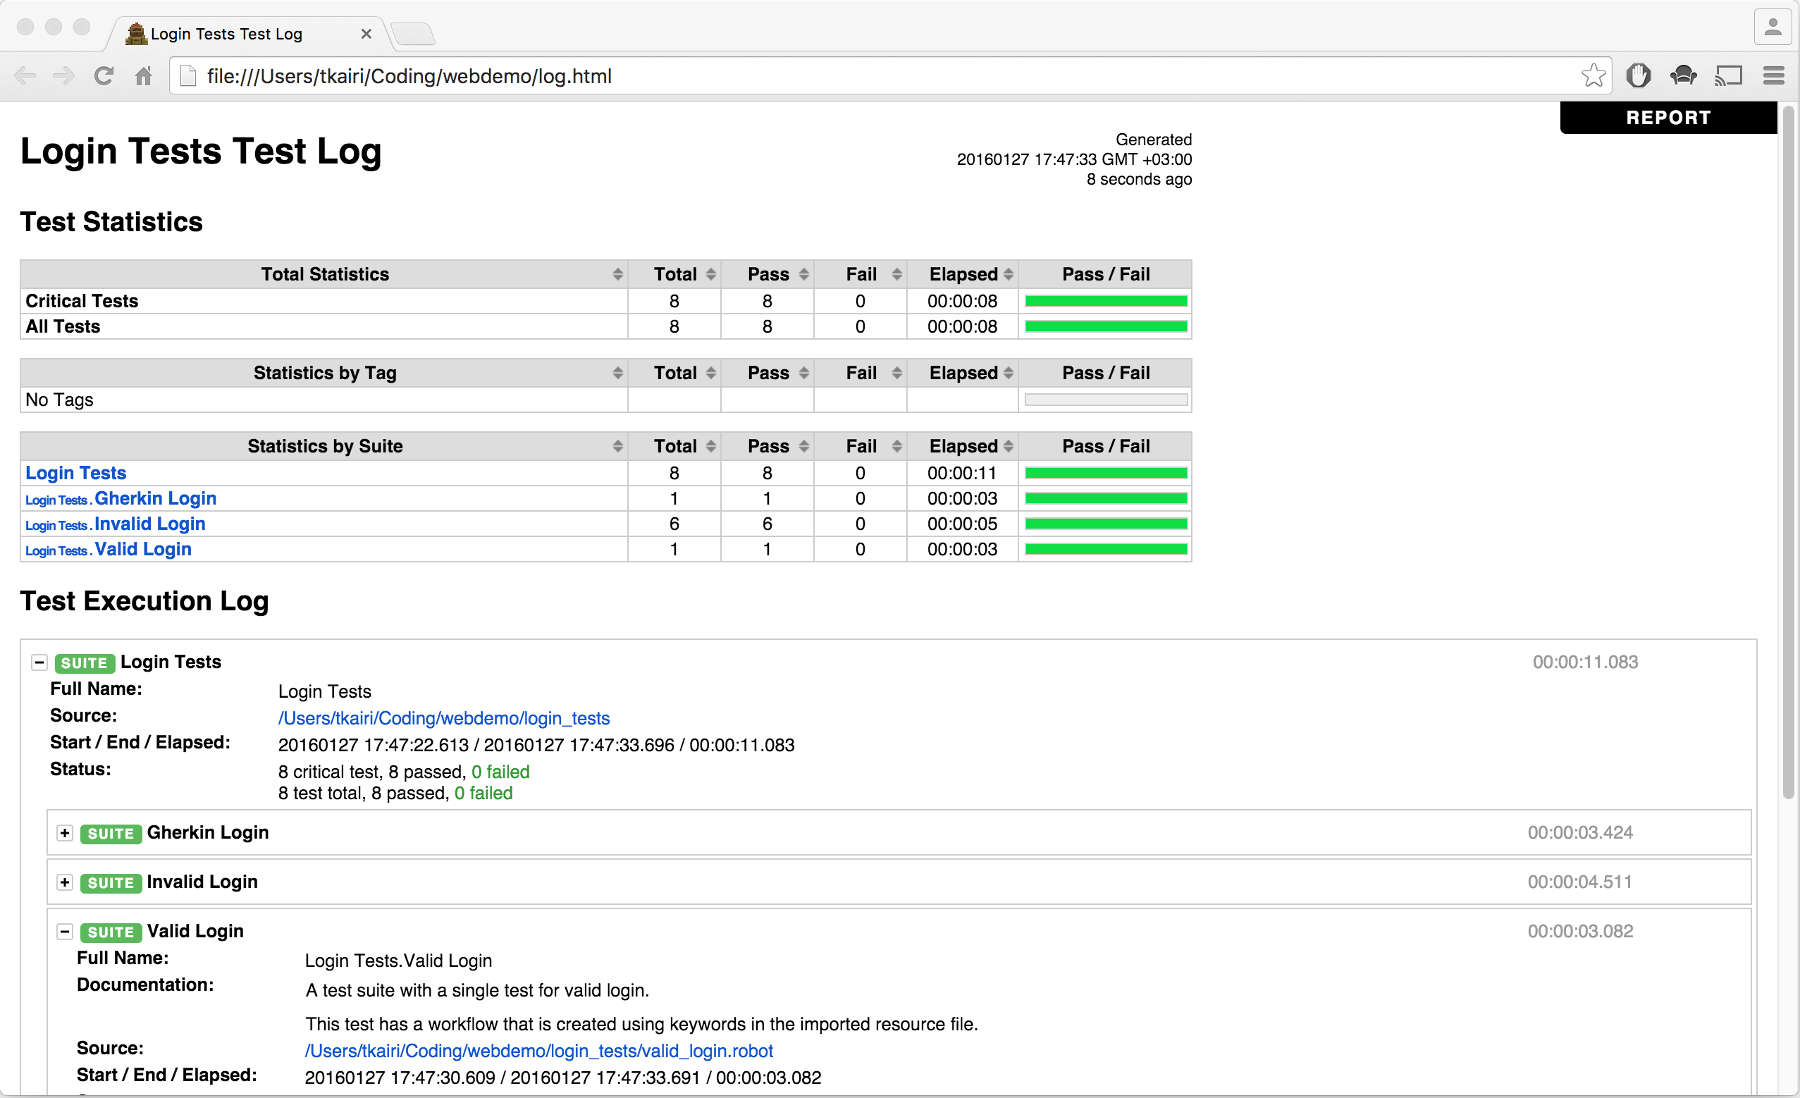 Login Tests Test Log
file:///Users/tkairi/Coding/webdemo/log.html
REPORT
Login Tests Test Log
Generated
20160127 17:47:33 GMT +03:00
8 seconds ago
Test Statistics
Total Statistics Total Pass Fail Elapsed Pass / Fail
Critical Tests 8 8 0 00:00:08
All Tests 8 8 0 00:00:08
Statistics by Tag Total Pass Fail Elapsed Pass / Fail
No Tags
Statistics by Suite Total Pass Fail Elapsed Pass / Fail
Login Tests 8 8 0 00:00:11
Login Tests . Gherkin Login 1 1 0 00:00:03
Login Tests . Invalid Login 6 6 0 00:00:05
Login Tests . Valid Login 1 1 0 00:00:03
Test Execution Log
SUITE Login Tests 00:00:11.083
Full Name: Login Tests
Source: /Users/tkairi/Coding/webdemo/login_tests
Start / End / Elapsed: 20160127 17:47:22.613 / 20160127 17:47:33.696 / 00:00:11.083
Status: 8 critical test, 8 passed, 0 failed
8 test total, 8 passed, 0 failed
SUITE Gherkin Login 00:00:03.424
SUITE Invalid Login 00:00:04.511
SUITE Valid Login 00:00:03.082
Full Name: Login Tests.Valid Login
Documentation: A test suite with a single test for valid login.
This test has a workflow that is created using keywords in the imported resource file.
Source: /Users/tkairi/Coding/webdemo/login_tests/valid_login.robot
Start / End / Elapsed: 20160127 17:47:30.609 / 20160127 17:47:33.691 / 00:00:03.082